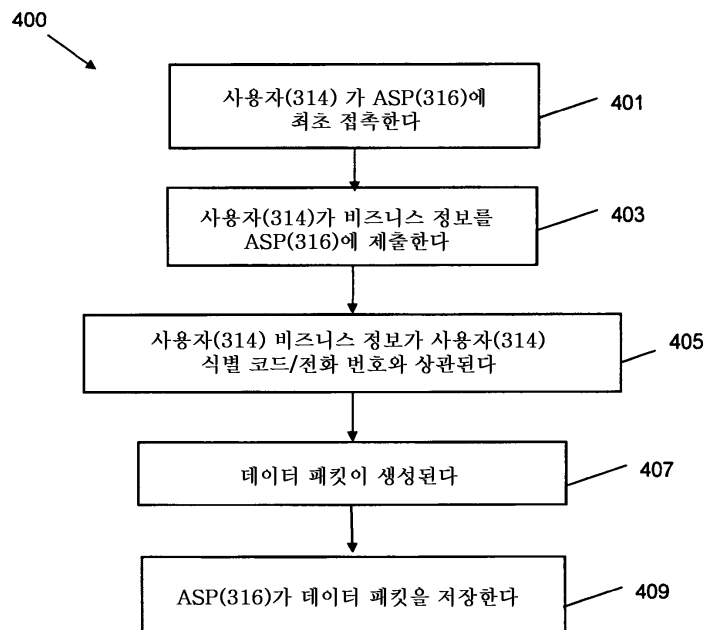 400
사용자(314) 가 ASP(316)에
최초 접촉한다
401
사용자(314)가 비즈니스 정보를
ASP(316)에 제출한다
403
사용자(314) 비즈니스 정보가 사용자(314)
식별 코드/전화 번호와 상관된다
405
데이터 패킷이 생성된다
407
ASP(316)가 데이터 패킷을 저장한다
409